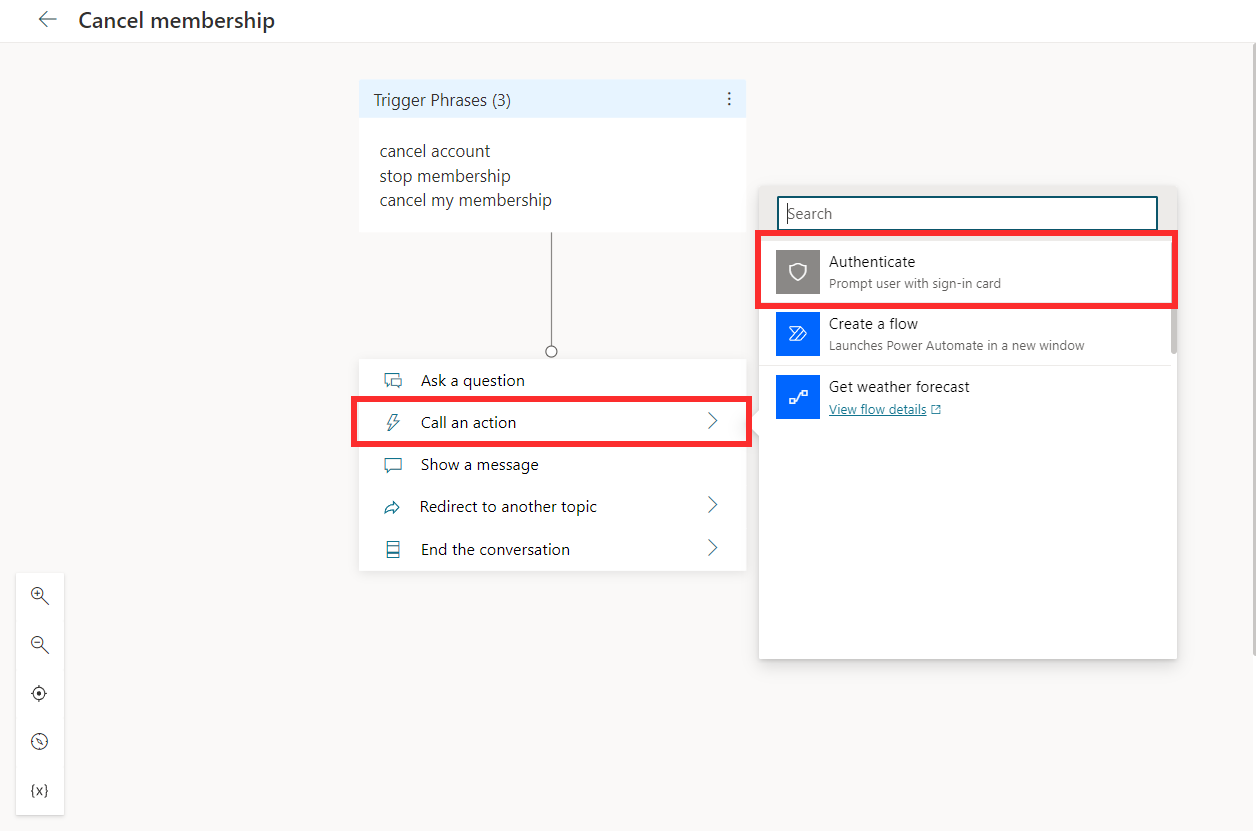 Cancel membership
Trigger Phrases (3)
cancel account
stop membership
cancel my membership
Ask a question
Call an action
Show a message
Redirect to another topic
End the conversation
Search
Authenticate
Prompt user with sign-in card
Create a flow
Launches Power Automate in a new window
Get weather forecast
View flow details
{x}